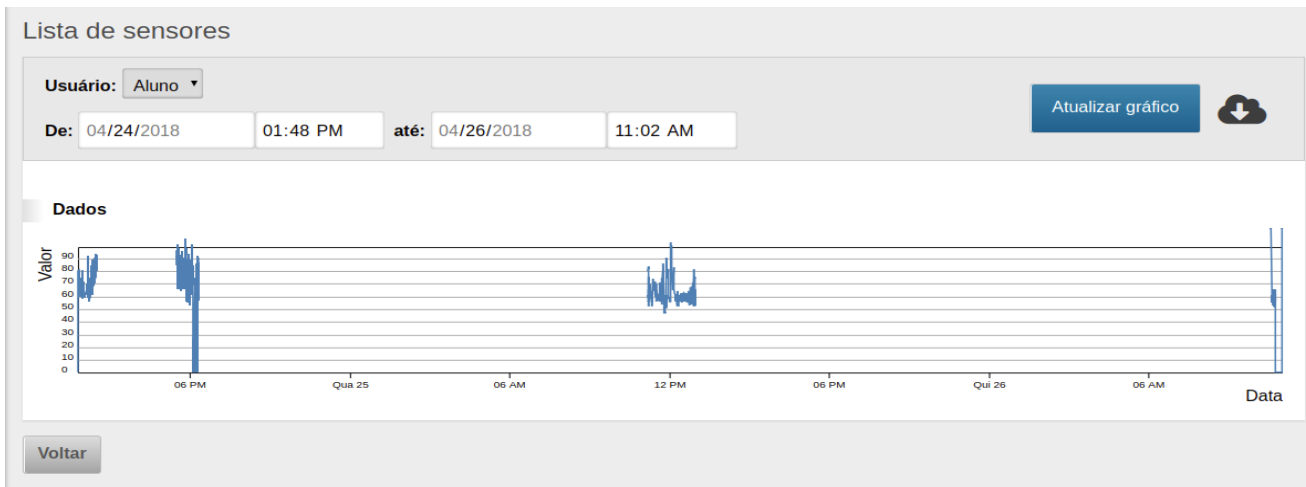 Lista de sensores
Usuário: Aluno
Atualizar gráfico
De: 04/24/2018 01:48 PM até: 04/26/2018 11:02 AM
Dados
Valor
90
80
70
60
50
40
30
20
10
0
06 PM Qua 25 06 AM 12 PM 06 PM Qui 26 06 AM
Data
Voltar